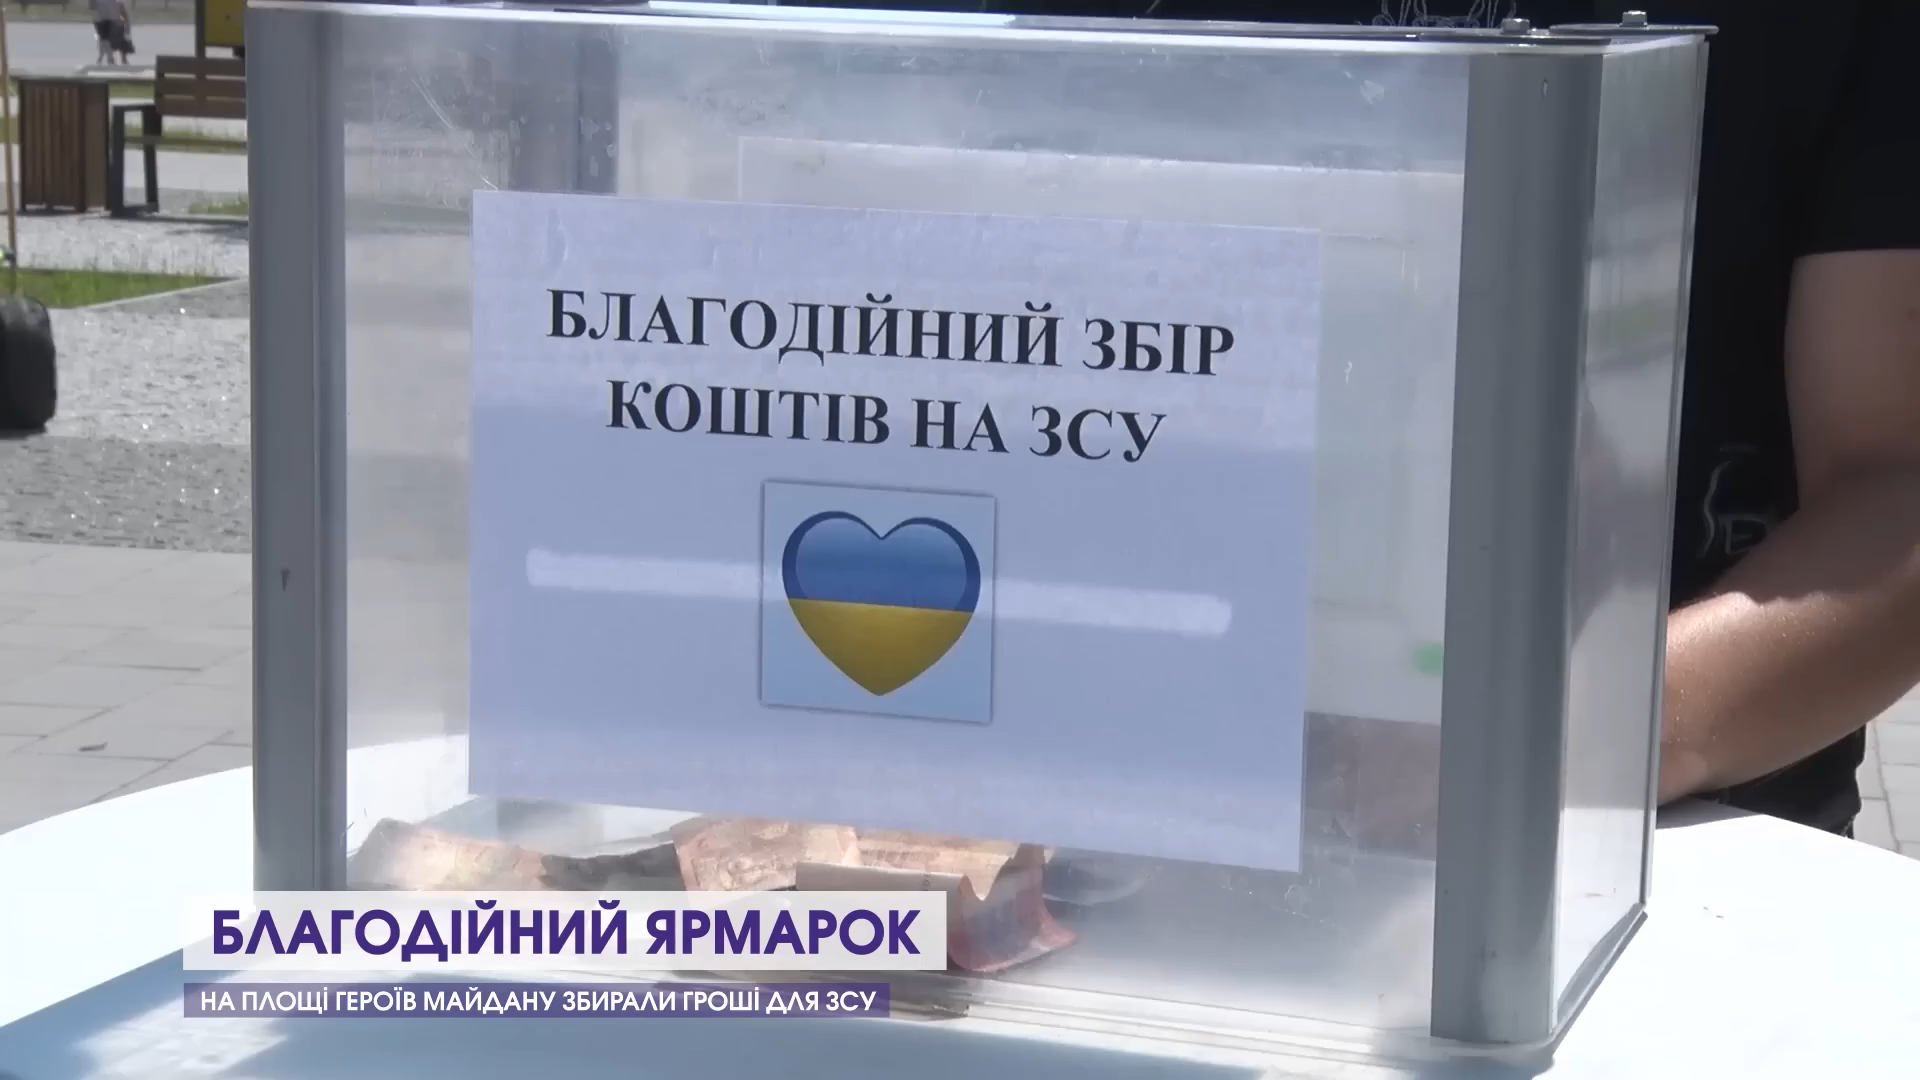 БЛАГОДІЙНИЙ ЗБІР
КОШТІВ НА ЗСУ
БЛАГОДІЙНИЙ ЯРМАРОК
НА ПЛОЩІ ГЕРОЇВ МАЙДАНУ ЗБИРАЛИ ГРОШІ ДЛЯ ЗСУ